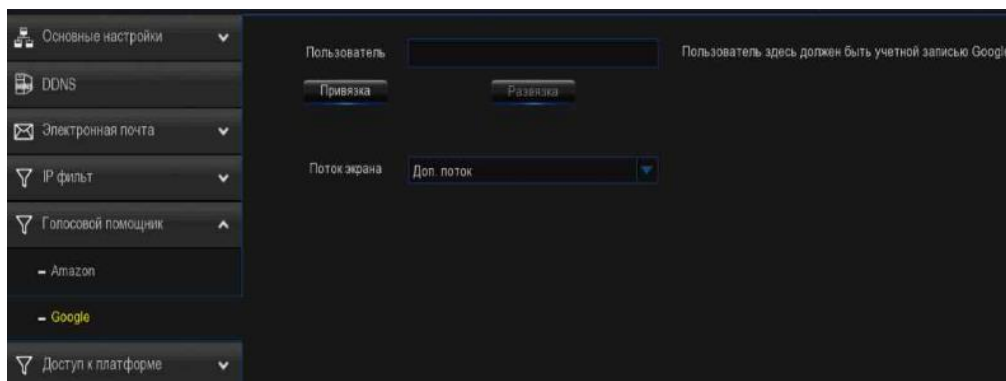 Основные настройки
DDNS
Электронная почта
IP фильт
Голосовой помощник
– Amazon
– Google
Доступ к платформе
Пользователь
Пользователь здесь должен быть учетной записью Google
Привязка
Развязка
Поток экрана
Доп. поток